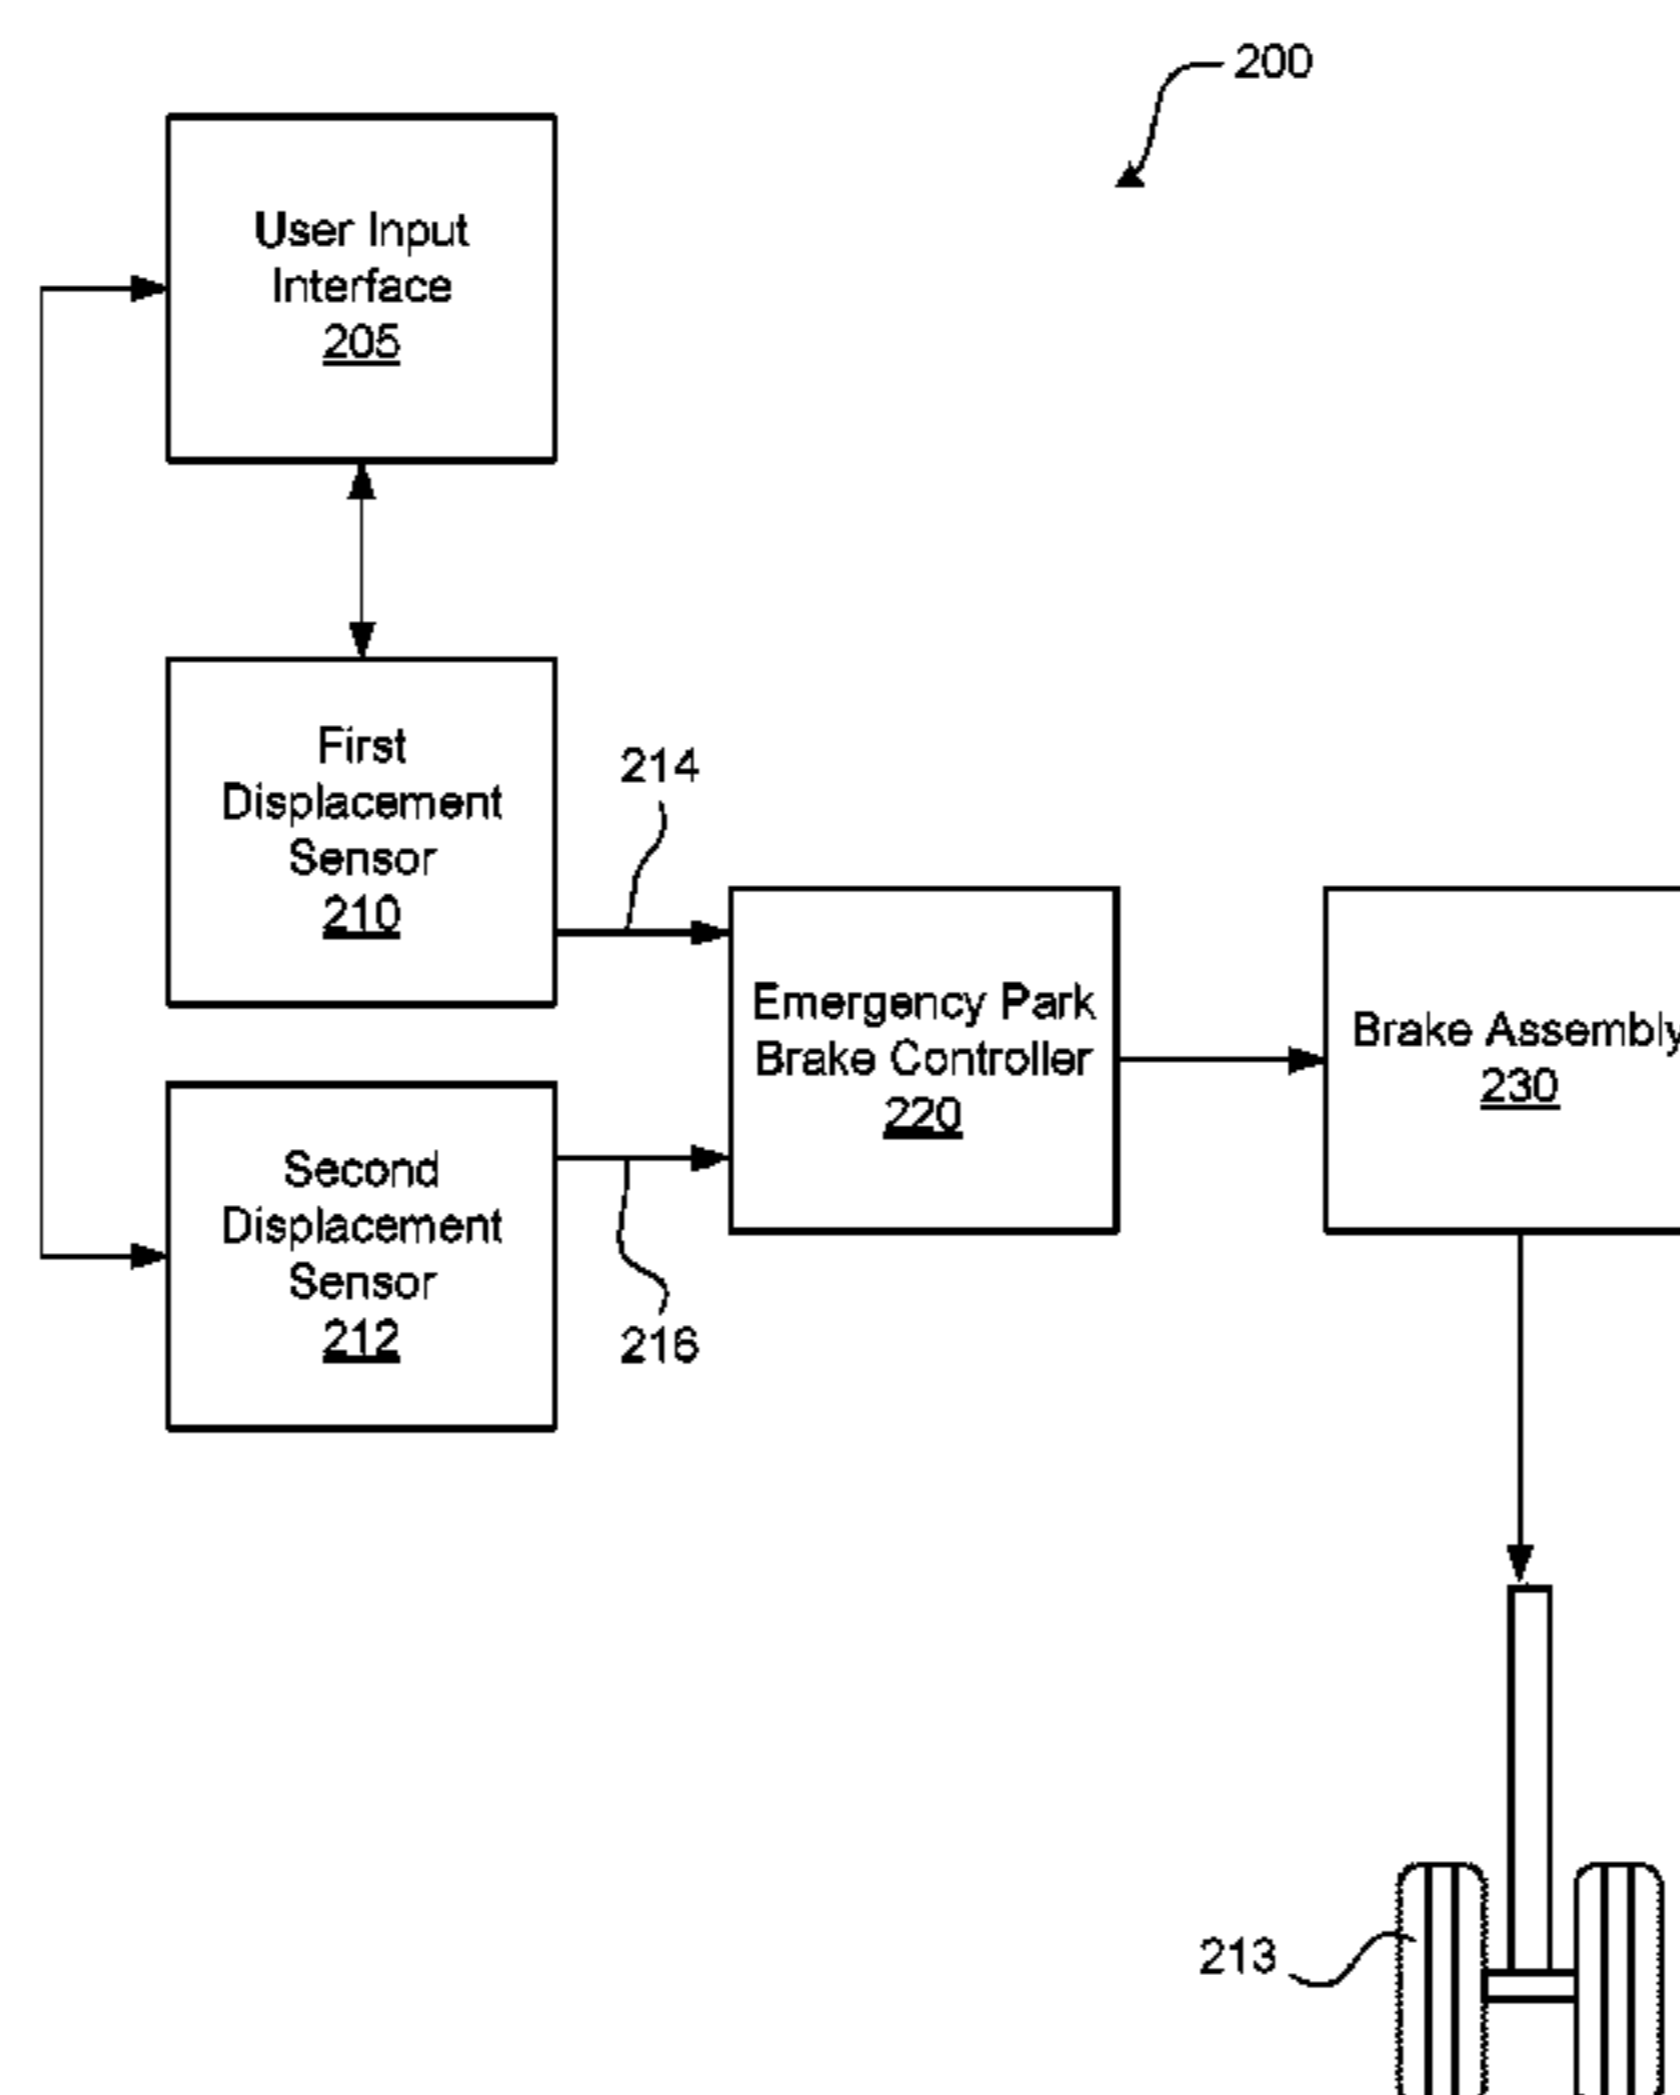 200
User Input
Interface
205
First
Displacement
Sensor
210
214
Emergency Park
Brake Controller
220
Brake Assembly
230
Second
Displacement
Sensor
212
216
213